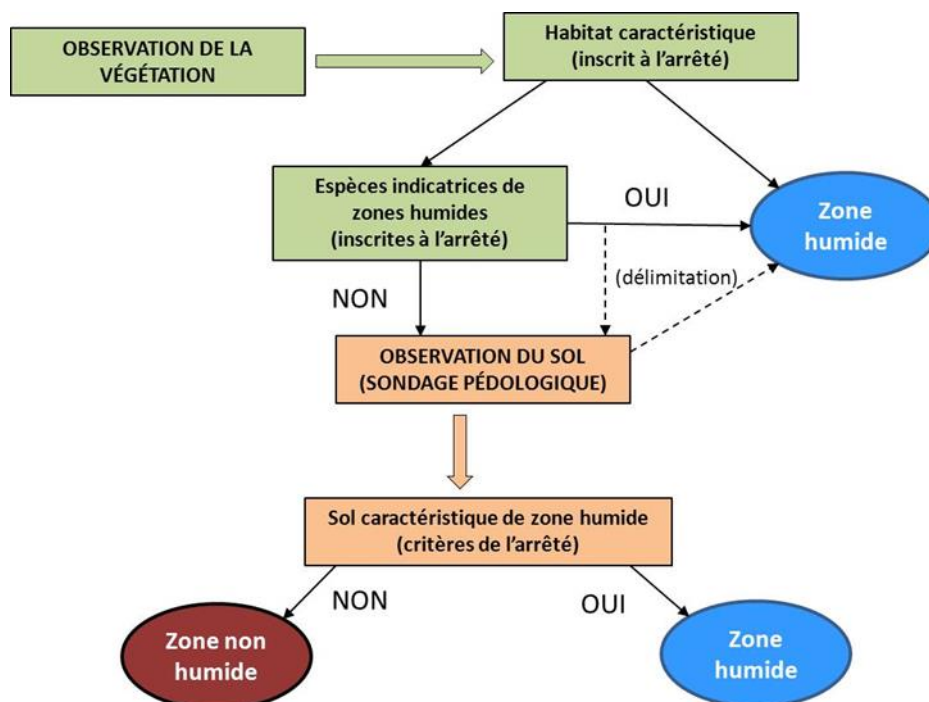 OBSERVATION DE LA
VÉGÉTATION
Habitat caractéristique
(inscrit à l’arrêté)
Espèces indicatrices de
zones humides
(inscrites à l’arrêté)
OUI
Zone
humide
(délimitation)
NON
OBSERVATION DU SOL
(SONDAGE PÉDOLOGIQUE)
Sol caractéristique de zone humide
(critères de l’arrêté)
NON
OUI
Zone non
humide
Zone
humide